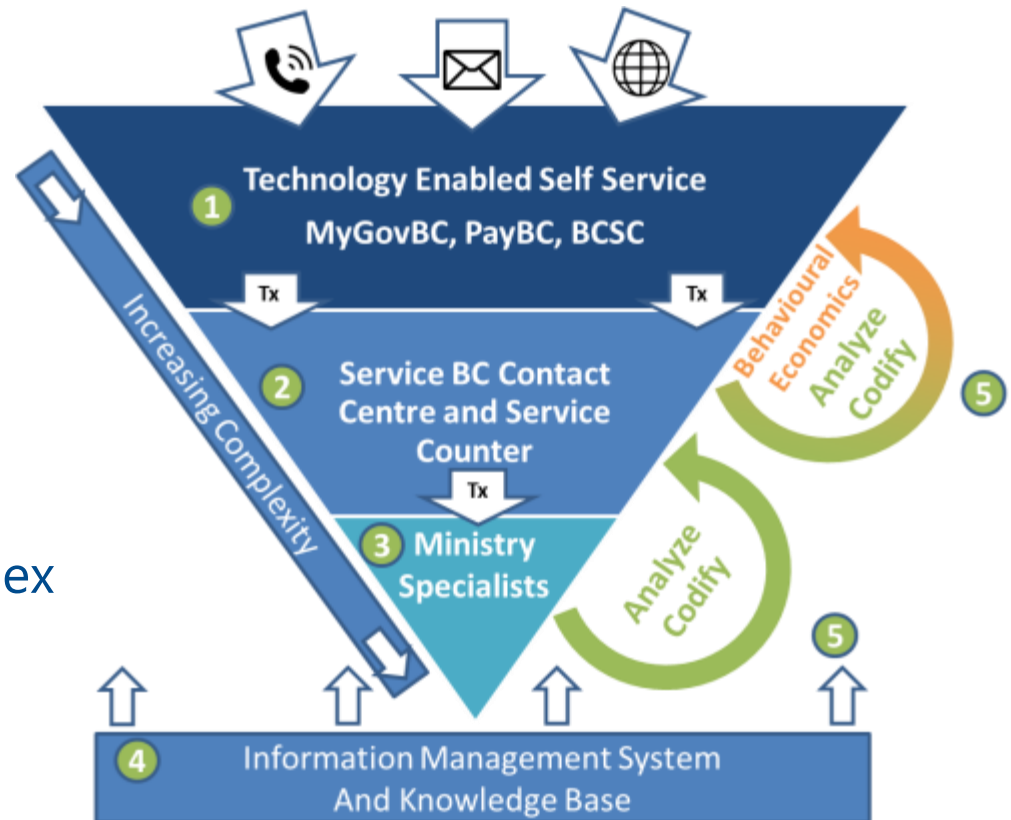 1
Technology Enabled Self Service
MyGovBC, PayBC, BCSC
Tx
Tx
Increasing Complexity
2
Service BC Contact
Centre and Service
Counter
Tx
Behavioural
Economics
Analyze
Codify
5
3
Ministry
Specialists
Analyze
Codify
5
ex
4
Information Management System
And Knowledge Base